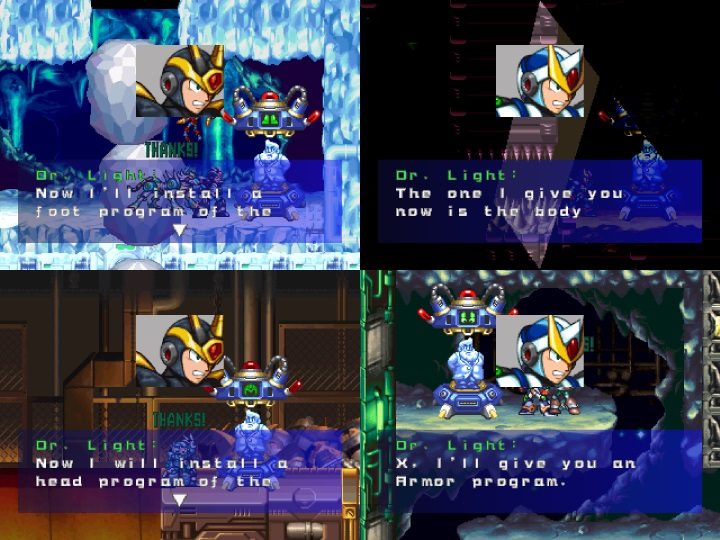 THANKS!
Dr. Light:
Now I'll install a
foot program of the
Dr. Light:
The one I give you
now is the body
THANKS!
Dr. Light:
Now I will install a
head program of the
Dr. Light:
X, I'll give you an
Armor program.